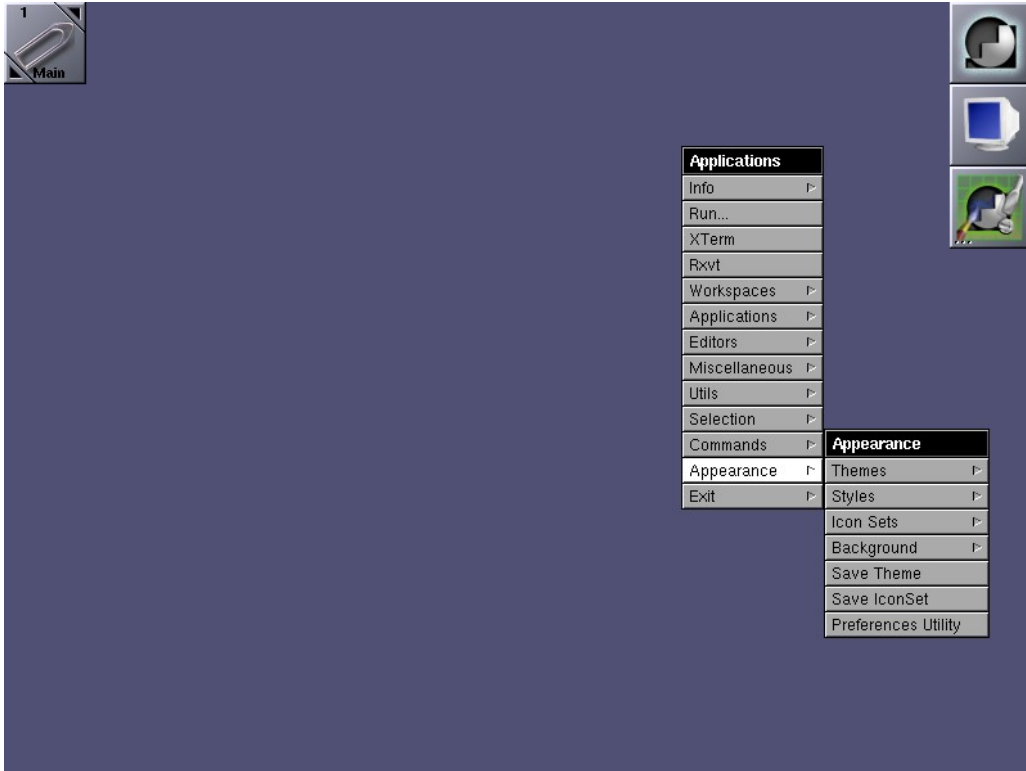 1
Main
Applications
Info
Run...
XTerm
Rxvt
Workspaces
Applications
Editors
Miscellaneous
Utils
Selection
Commands
Appearance
Exit
Appearance
Themes
Styles
Icon Sets
Background
Save Theme
Save IconSet
Preferences Utility
...